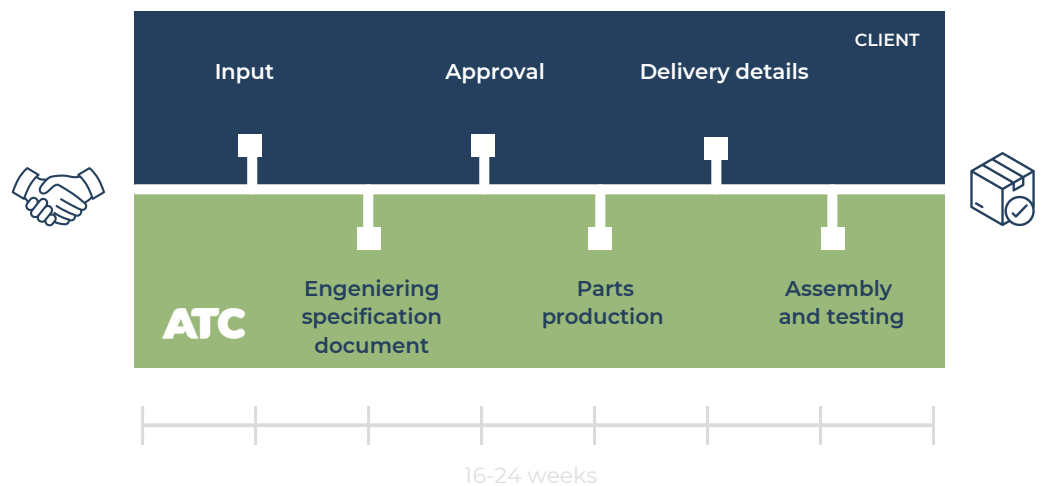 CLIENT
Input
Approval
Delivery details
Engeniering
specification
document
Parts
production
Assembly
and testing
ATC
16-24 weeks